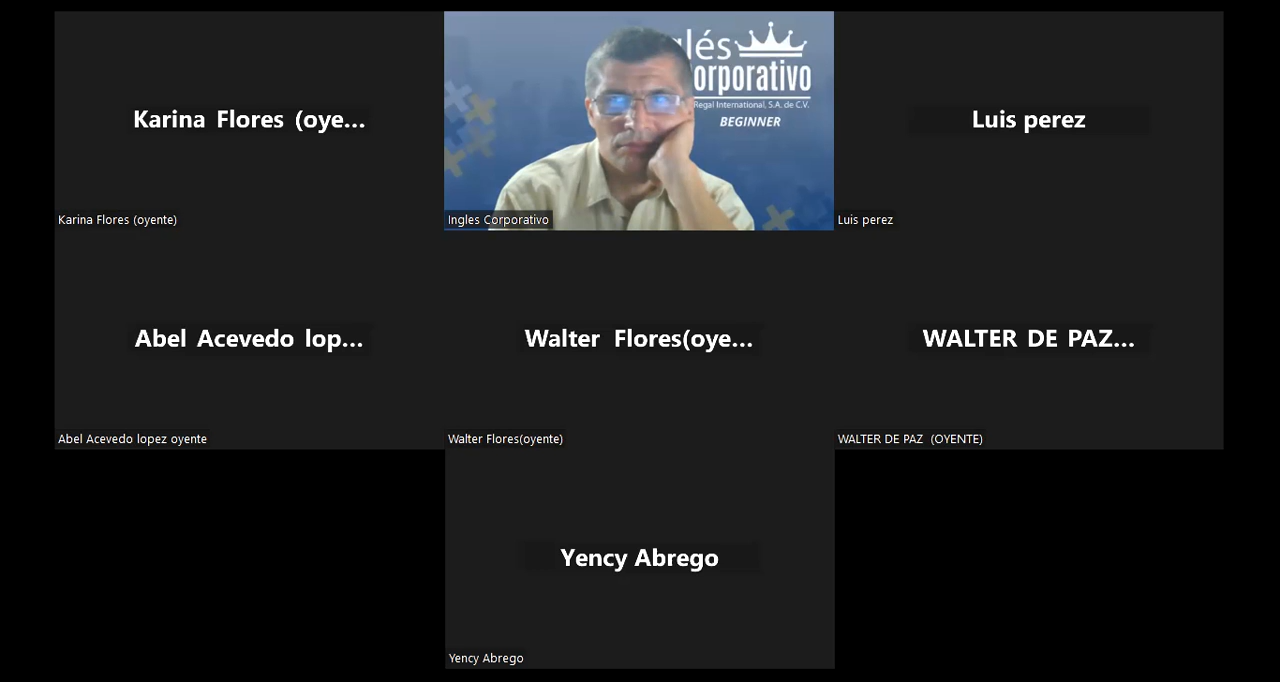 Karina Flores (oye...
glés
orporativo
Regal International, S.A. de C.V.
BEGINNER
Luis perez
Karina Flores (oyente)
Ingles Corporativo
Luis perez
Abel Acevedo lop...
Walter Flores(oye...
WALTER DE PAZ...
Abel Acevedo lopez oyente
Walter Flores(oyente)
WALTER DE PAZ (OYENTE)
Yency Abrego
Yency Abrego